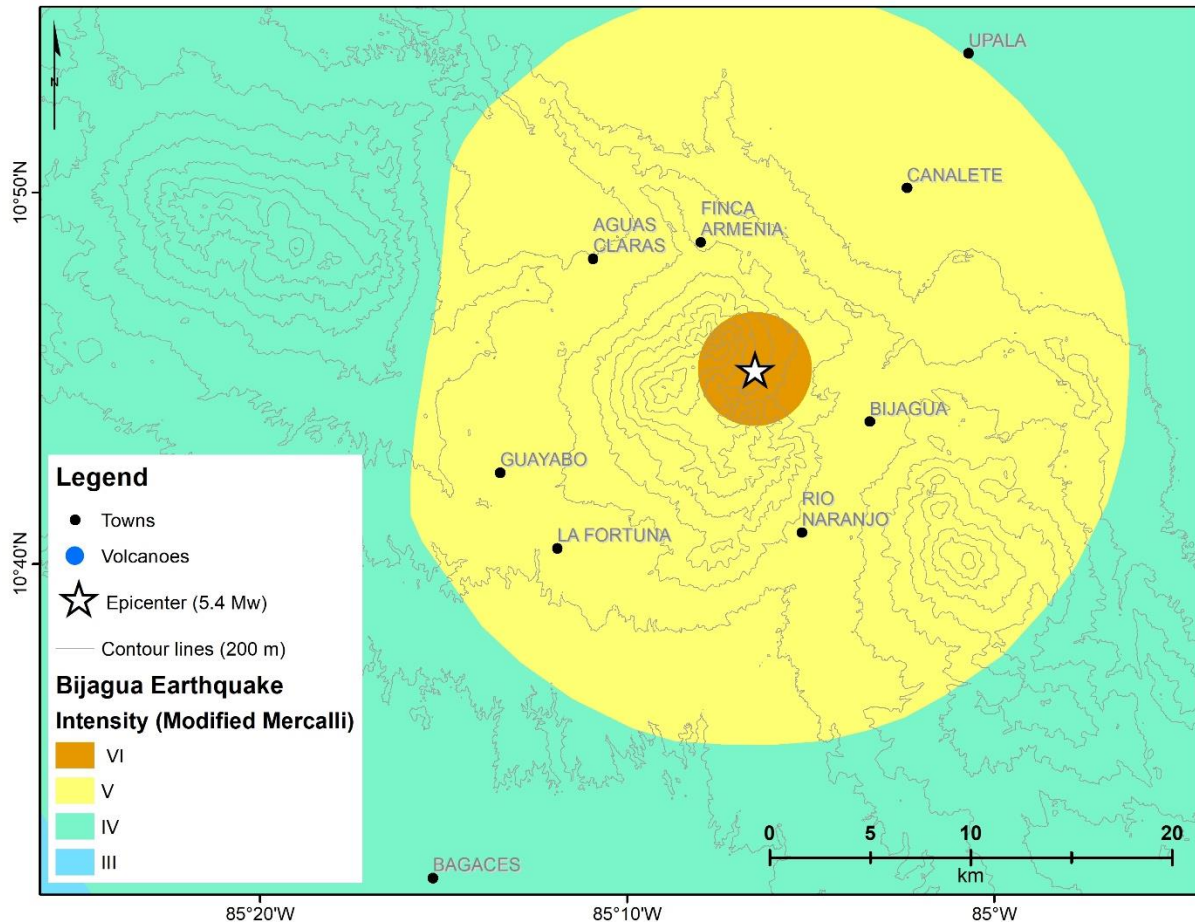 N
UPALA
10°50'N
CANALETE
FINCA
ARMENIA
AGUAS
CLARAS
BIJAGUA
GUAYABO
RIO
NARANJO
LA FORTUNA
10°40'N
Legend
Towns
Volcanoes
Epicenter (5.4 Mw)
Contour lines (200 m)
Bijagua Earthquake
Intensity (Modified Mercalli)
VI
V
IV
III
BAGACES
0 5 10 20
km
85°20'W 85°10'W 85°W